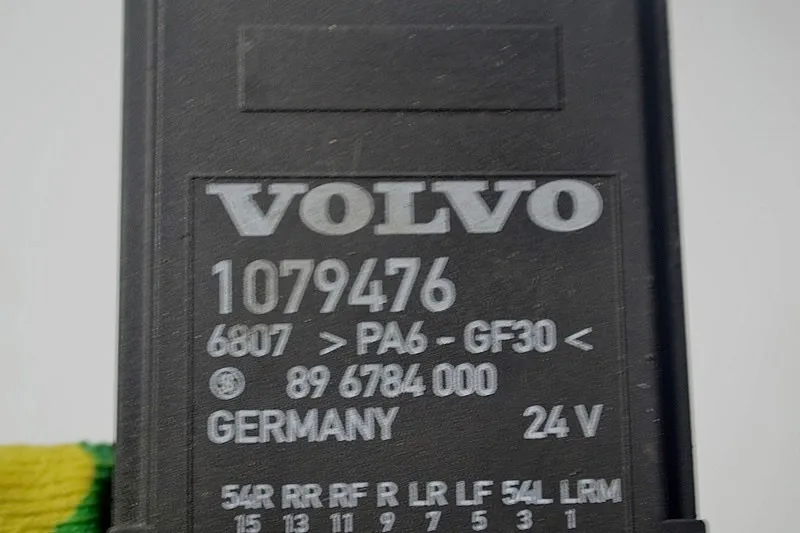 VOLVO
1079476
6807 >PA6-GF30<
89 6784 000
GERMANY 24 V
54R RR RF R LR LF 54L LRM
15 13 11 9 7 5 3 1